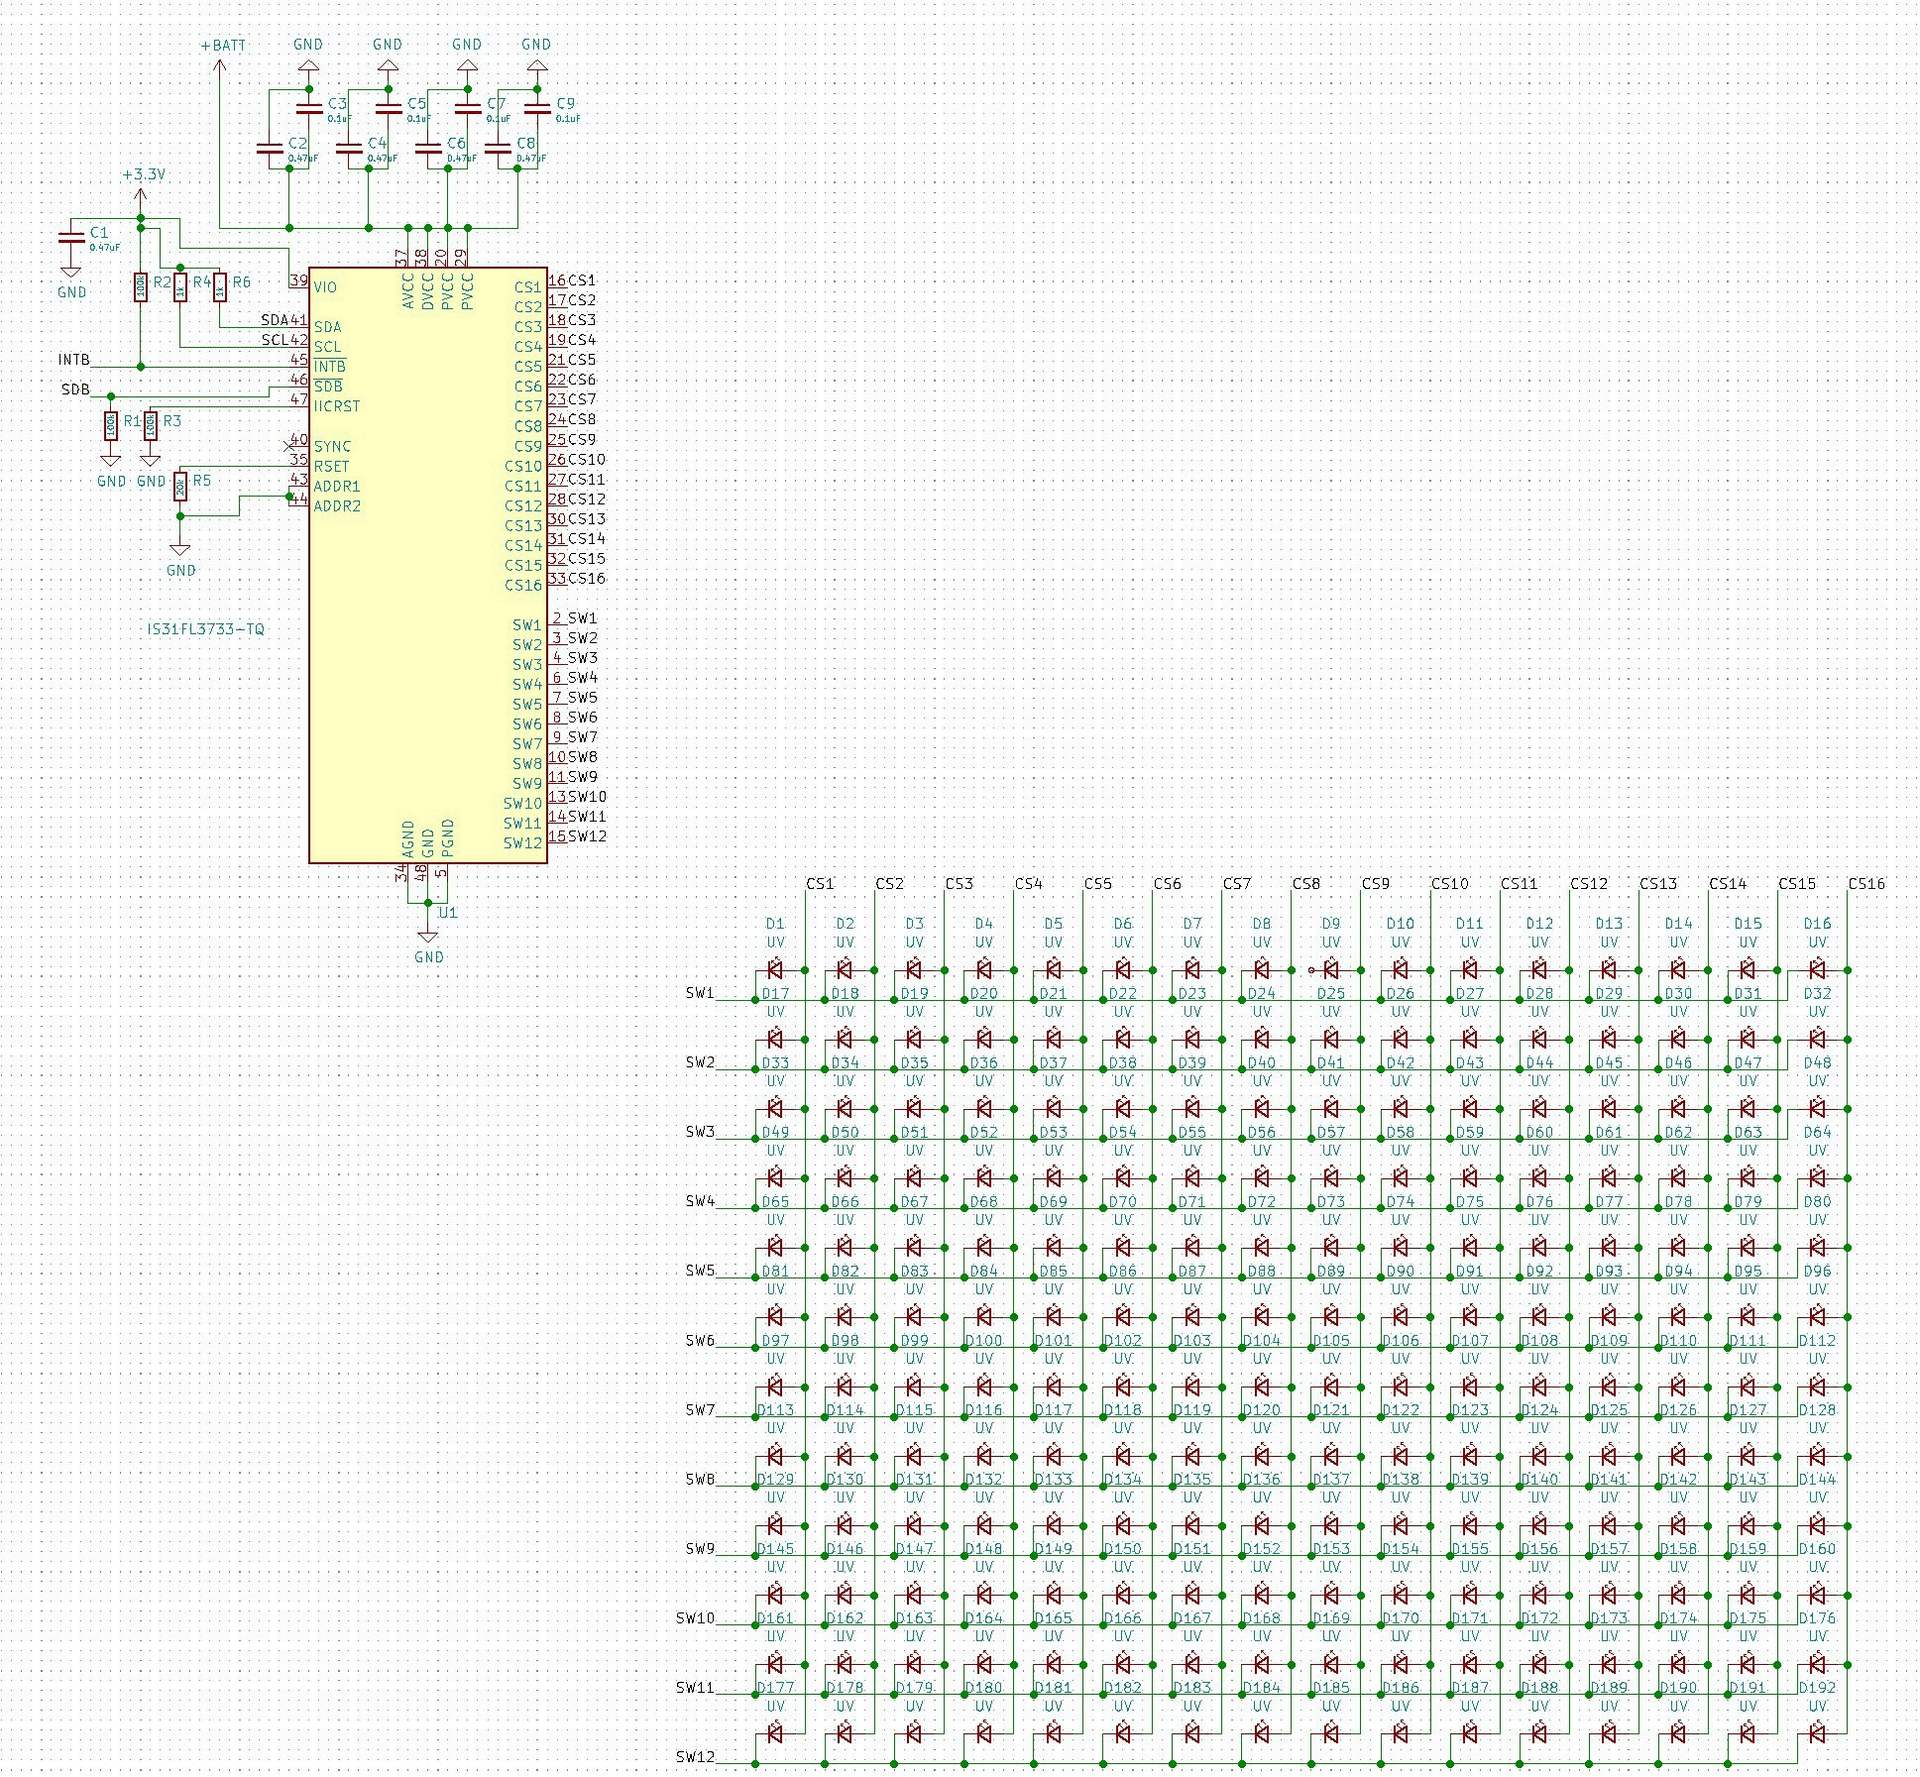 +BATT
GND GND GND GND
C3 C5 C7 C9
0.1uF 0.1uF 0.1uF 0.1uF
C2 C4 C6 C8
0.47uF 0.47uF 0.47uF 0.47uF
+3.3V
C1
0.47uF
GND
100k R2 1k R4 1k R6
37 38 20 29
AVCC DVCC PVCC PVCC
39 VIO
SDA 41 SDA
SCL 42 SCL
INTB 45 INTB
SDB 46 SDB
47 IICRST
100k R1 100k R3
GND GND
40 SYNC
35 RSET
20k R5
43 ADDR1
44 ADDR2
GND
IS31FL3733-TQ
CS1 16 CS1
CS2 17 CS2
CS3 18 CS3
CS4 19 CS4
CS5 21 CS5
CS6 22 CS6
CS7 23 CS7
CS8 24 CS8
CS9 25 CS9
CS10 26 CS10
CS11 27 CS11
CS12 28 CS12
CS13 30 CS13
CS14 31 CS14
CS15 32 CS15
CS16 33 CS16
SW1 2 SW1
SW2 3 SW2
SW3 4 SW3
SW4 6 SW4
SW5 7 SW5
SW6 8 SW6
SW7 9 SW7
SW8 10 SW8
SW9 11 SW9
SW10 13 SW10
SW11 14 SW11
SW12 15 SW12
AGND GND PGND
34 48 5
U1
GND
CS1 CS2 CS3 CS4 CS5 CS6 CS7 CS8 CS9 CS10 CS11 CS12 CS13 CS14 CS15 CS16
D1 D2 D3 D4 D5 D6 D7 D8 D9 D10 D11 D12 D13 D14 D15 D16
UV UV UV UV UV UV UV UV UV UV UV UV UV UV UV UV
SW1 D17 D18 D19 D20 D21 D22 D23 D24 D25 D26 D27 D28 D29 D30 D31 D32
UV UV UV UV UV UV UV UV UV UV UV UV UV UV UV UV
SW2 D33 D34 D35 D36 D37 D38 D39 D40 D41 D42 D43 D44 D45 D46 D47 D48
UV UV UV UV UV UV UV UV UV UV UV UV UV UV UV UV
SW3 D49 D50 D51 D52 D53 D54 D55 D56 D57 D58 D59 D60 D61 D62 D63 D64
UV UV UV UV UV UV UV UV UV UV UV UV UV UV UV UV
SW4 D65 D66 D67 D68 D69 D70 D71 D72 D73 D74 D75 D76 D77 D78 D79 D80
UV UV UV UV UV UV UV UV UV UV UV UV UV UV UV UV
SW5 D81 D82 D83 D84 D85 D86 D87 D88 D89 D90 D91 D92 D93 D94 D95 D96
UV UV UV UV UV UV UV UV UV UV UV UV UV UV UV UV
SW6 D97 D98 D99 D100 D101 D102 D103 D104 D105 D106 D107 D108 D109 D110 D111 D112
UV UV UV UV UV UV UV UV UV UV UV UV UV UV UV UV
SW7 D113 D114 D115 D116 D117 D118 D119 D120 D121 D122 D123 D124 D125 D126 D127 D128
UV UV UV UV UV UV UV UV UV UV UV UV UV UV UV UV
SW8 D129 D130 D131 D132 D133 D134 D135 D136 D137 D138 D139 D140 D141 D142 D143 D144
UV UV UV UV UV UV UV UV UV UV UV UV UV UV UV UV
SW9 D145 D146 D147 D148 D149 D150 D151 D152 D153 D154 D155 D156 D157 D158 D159 D160
UV UV UV UV UV UV UV UV UV UV UV UV UV UV UV UV
SW10 D161 D162 D163 D164 D165 D166 D167 D168 D169 D170 D171 D172 D173 D174 D175 D176
UV UV UV UV UV UV UV UV UV UV UV UV UV UV UV UV
SW11 D177 D178 D179 D180 D181 D182 D183 D184 D185 D186 D187 D188 D189 D190 D191 D192
UV UV UV UV UV UV UV UV UV UV UV UV UV UV UV UV
SW12